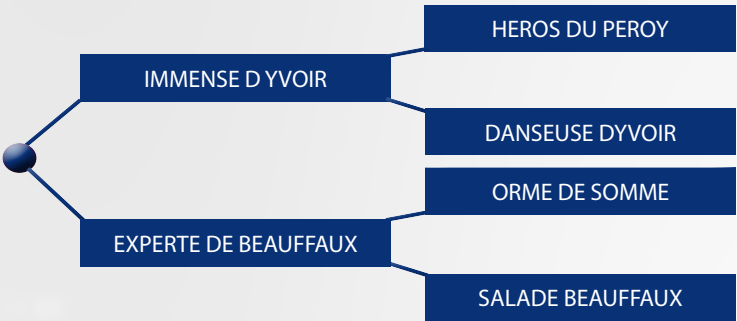 HEROS DU PEROY
IMMENSE D YVOIR
DANSEUSE DYVOIR
ORME DE SOMME
EXPERTE DE BEAUFFAUX
SALADE BEAUFFAUX